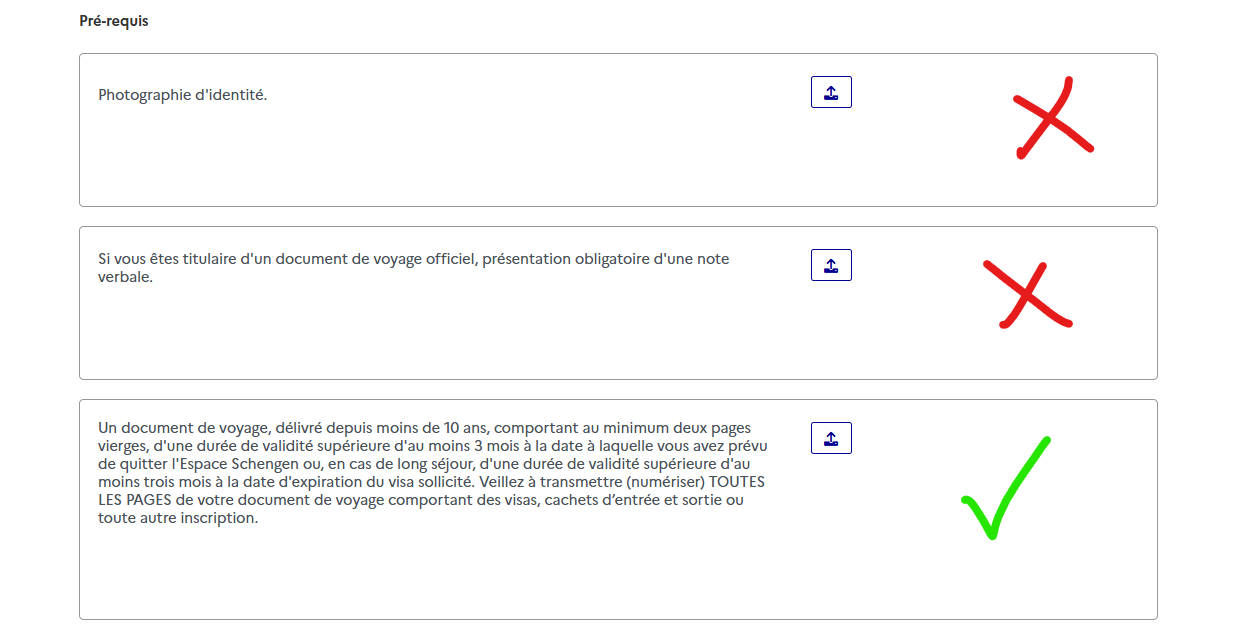 Pré-requis
Photographie d'identité.
Si vous êtes titulaire d'un document de voyage officiel, présentation obligatoire d'une note
verbale.
Un document de voyage, délivré depuis moins de 10 ans, comportant au minimum deux pages
vierges, d'une durée de validité supérieure d'au moins 3 mois à la date à laquelle vous avez prévu
de quitter l'Espace Schengen ou, en cas de long séjour, d'une durée de validité supérieure d'au
moins trois mois à la date d'expiration du visa sollicité. Veillez à transmettre (numériser) TOUTES
LES PAGES de votre document de voyage comportant des visas, cachets d’entrée et sortie ou
toute autre inscription.